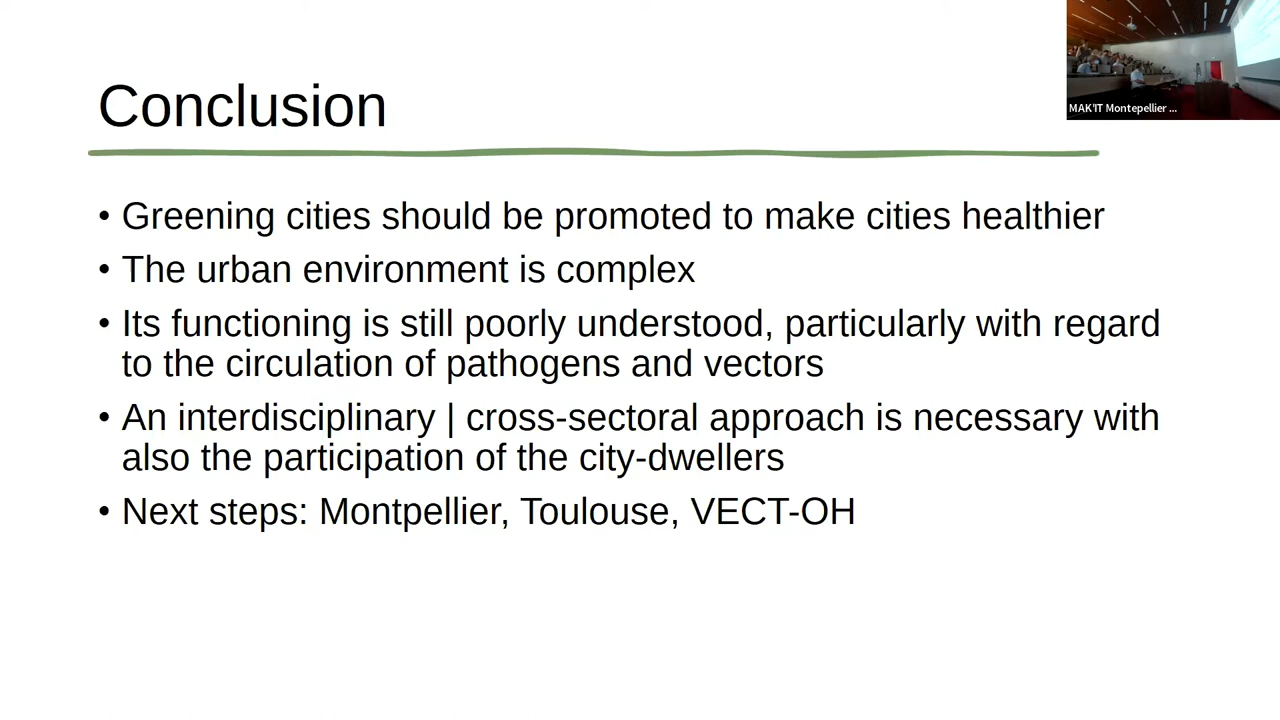 Conclusion
MAK'IT Montepellier ...
• Greening cities should be promoted to make cities healthier
• The urban environment is complex
• Its functioning is still poorly understood, particularly with regard
to the circulation of pathogens and vectors
• An interdisciplinary | cross-sectoral approach is necessary with
also the participation of the city-dwellers
• Next steps: Montpellier, Toulouse, VECT-OH